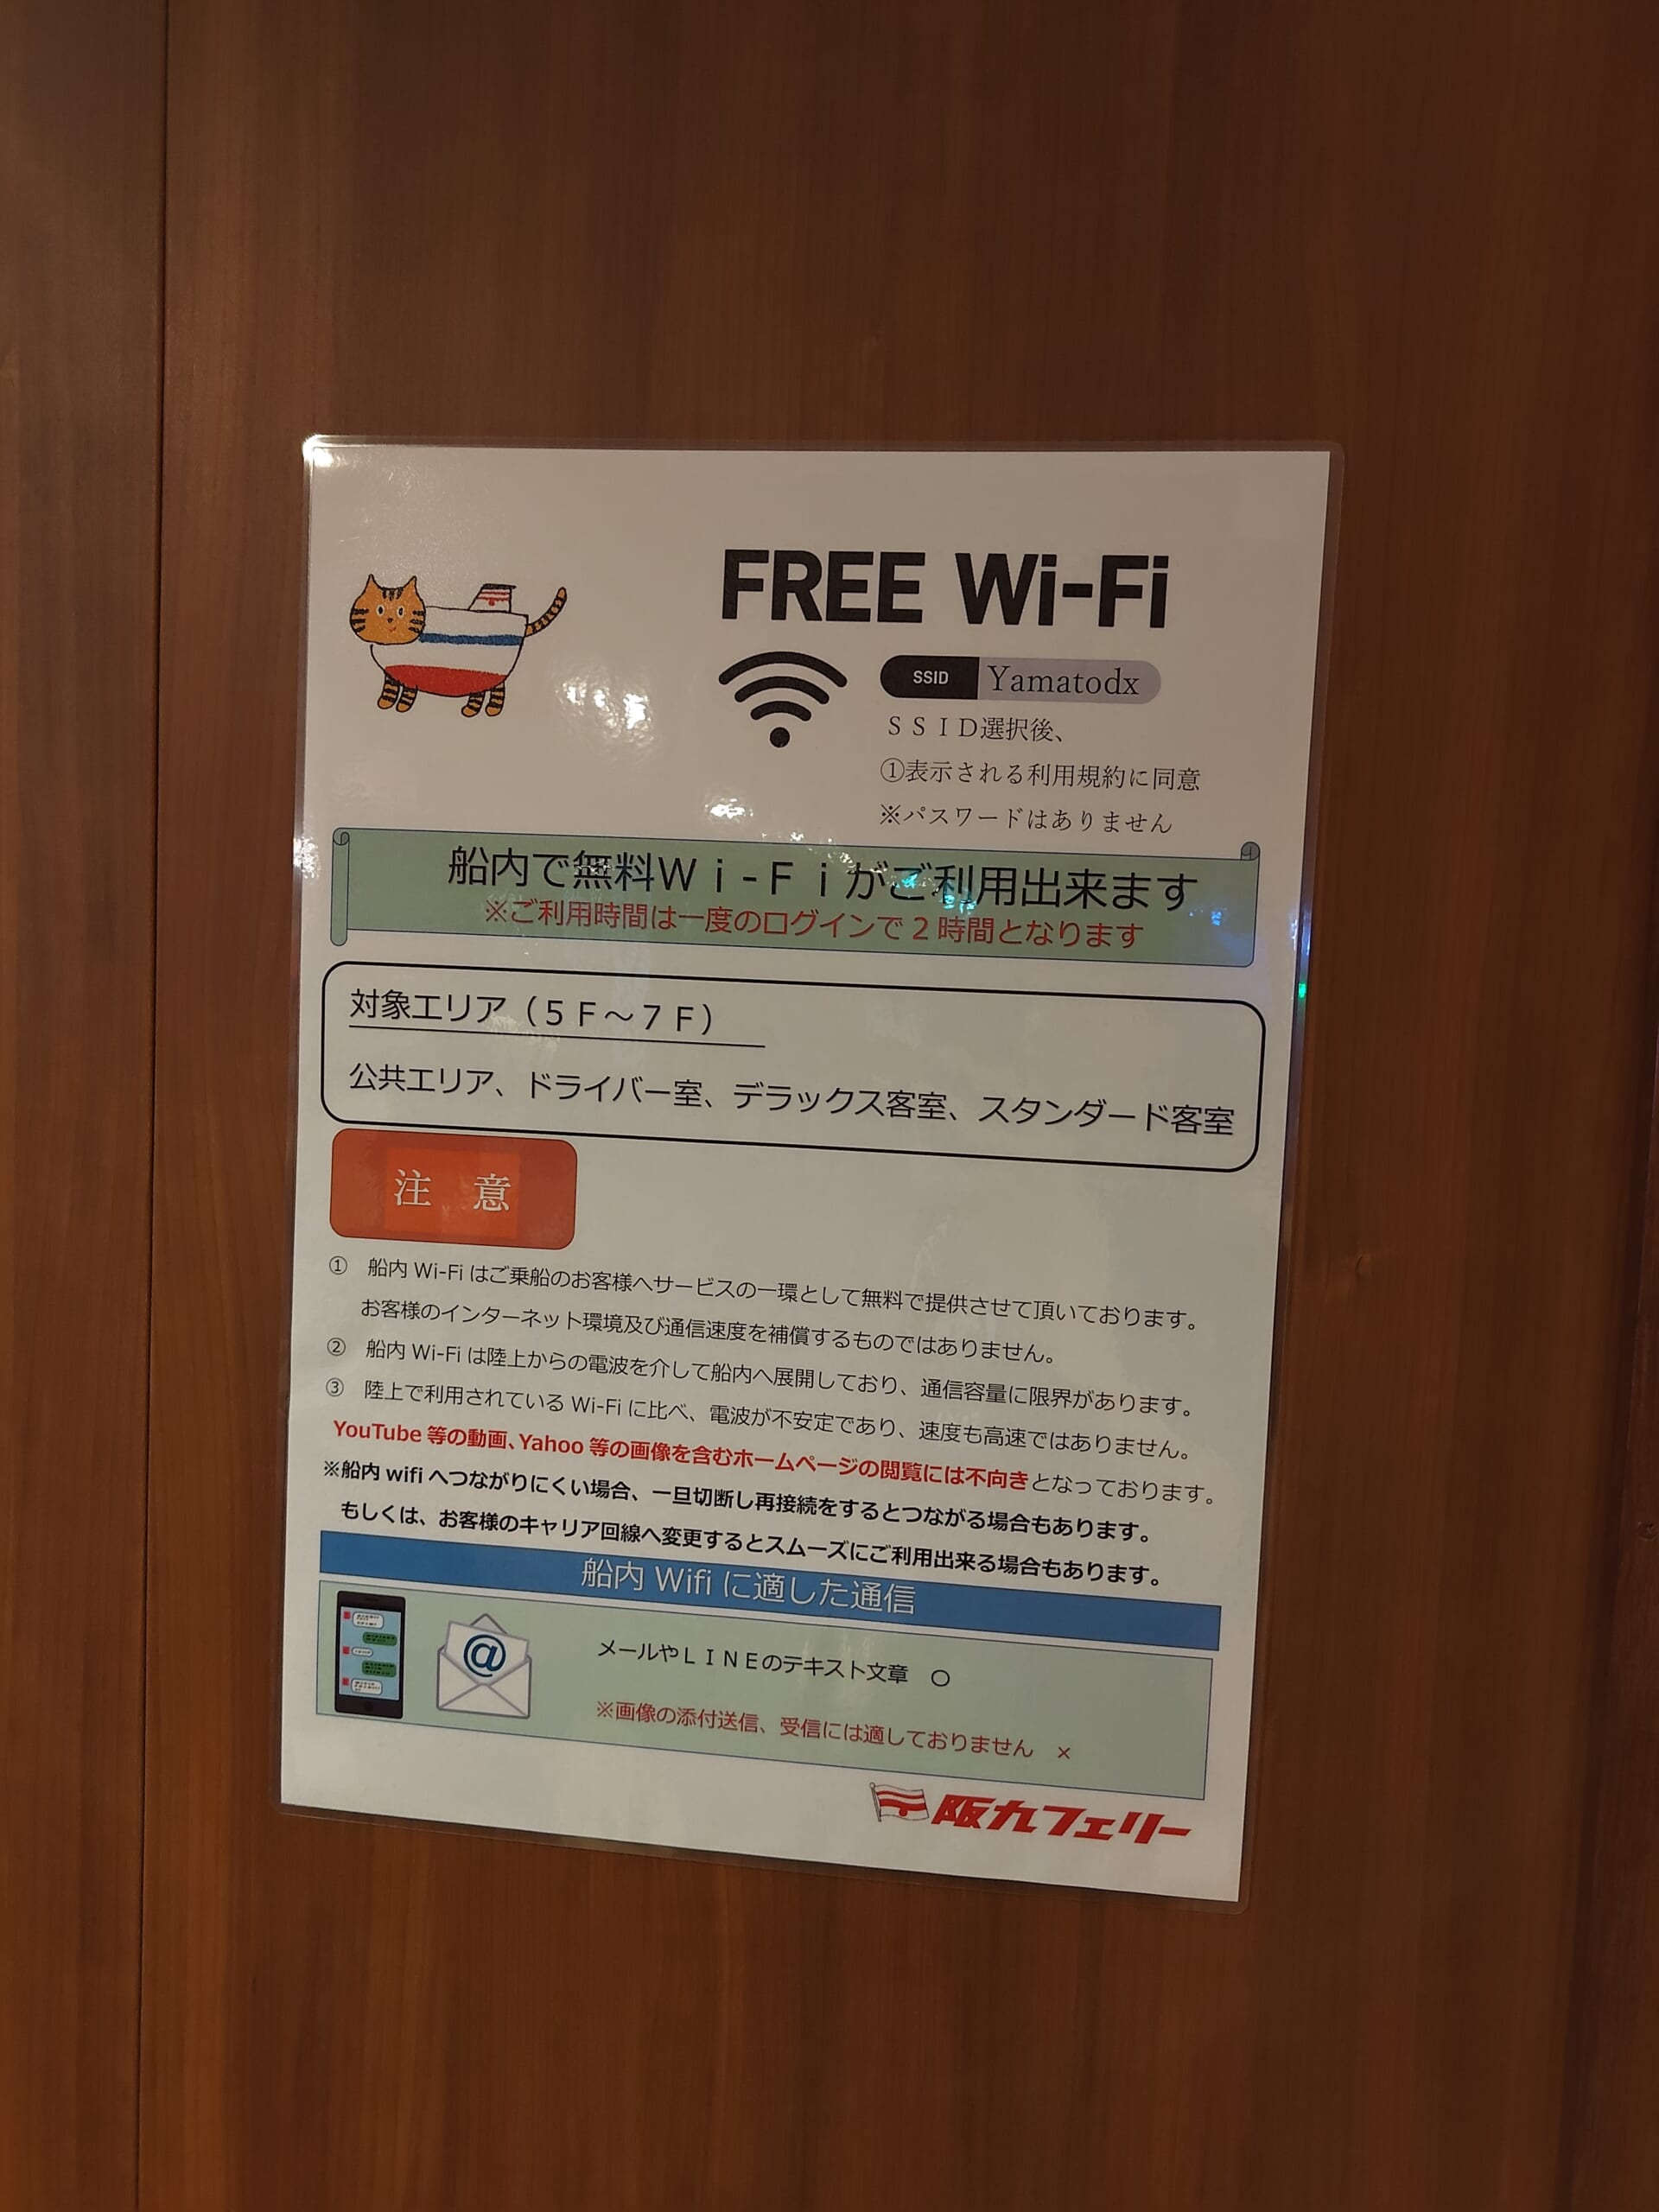 FREE Wi-Fi
SSID Yamatodx
ＳＳＩＤ選択後、
①表示される利用規約に同意
※パスワードはありません
船内で無料Ｗｉ-Ｆｉがご利用出来ます
※ご利用時間は一度のログインで２時間となります
対象エリア（５Ｆ～７Ｆ）
公共エリア、ドライバー室、デラックス客室、スタンダード客室
注　意
①　船内 Wi-Fi はご乗船のお客様へサービスの一環として無料で提供させて頂いております。
お客様のインターネット環境及び通信速度を補償するものではありません。
②　船内 Wi-Fi は陸上からの電波を介して船内へ展開しており、通信容量に限界があります。
③　陸上で利用されている Wi-Fi に比べ、電波が不安定であり、速度も高速ではありません。
YouTube 等の動画、Yahoo 等の画像を含むホームページの閲覧には不向きとなっております。
※船内 wifi へつながりにくい場合、一旦切断し再接続をするとつながる場合もあります。
もしくは、お客様のキャリア回線へ変更するとスムーズにご利用出来る場合もあります。
船内 Wifi に適した通信
@
メールやＬＩＮＥのテキスト文章　○
※画像の添付送信、受信には適しておりません　×
阪九フェリー